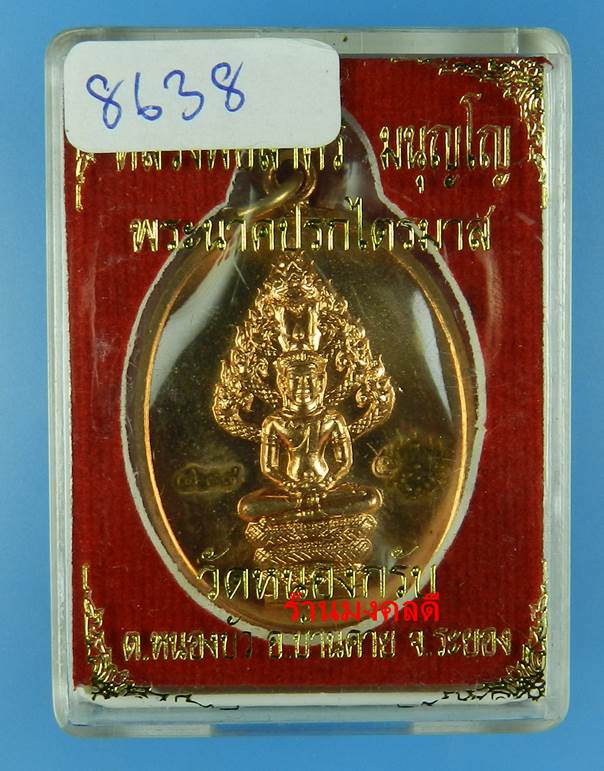 8638
มนุญฺโญ
พระนาคปรกไตรมาส
วัดหนองกรับ
ร้านมงคลดี
ต.หนองบัว อ.บ้านค่าย จ.ระยอง